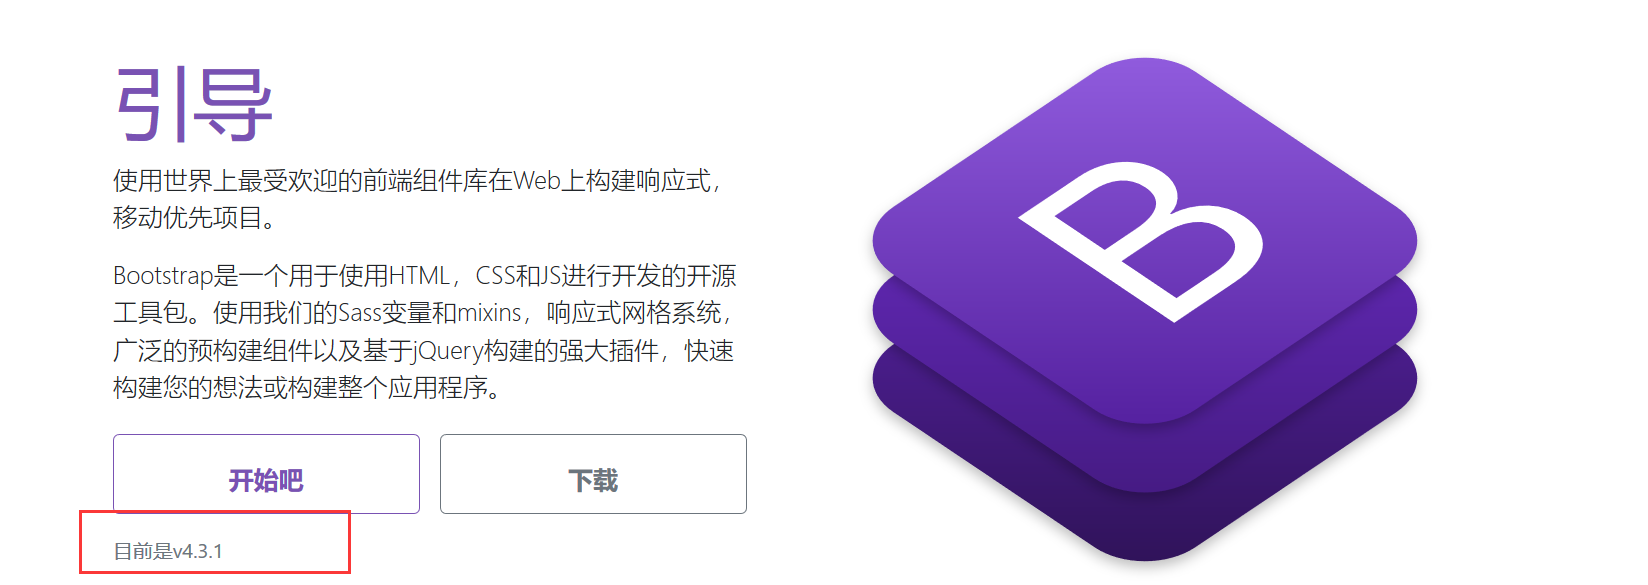 引导
使用世界上最受欢迎的前端组件库在Web上构建响应式，
移动优先项目。
Bootstrap是一个用于使用HTML，CSS和JS进行开发的开源
工具包。使用我们的Sass变量和mixins，响应式网格系统，
广泛的预构建组件以及基于jQuery构建的强大插件，快速
构建您的想法或构建整个应用程序。
开始吧
下载
目前是v4.3.1
B